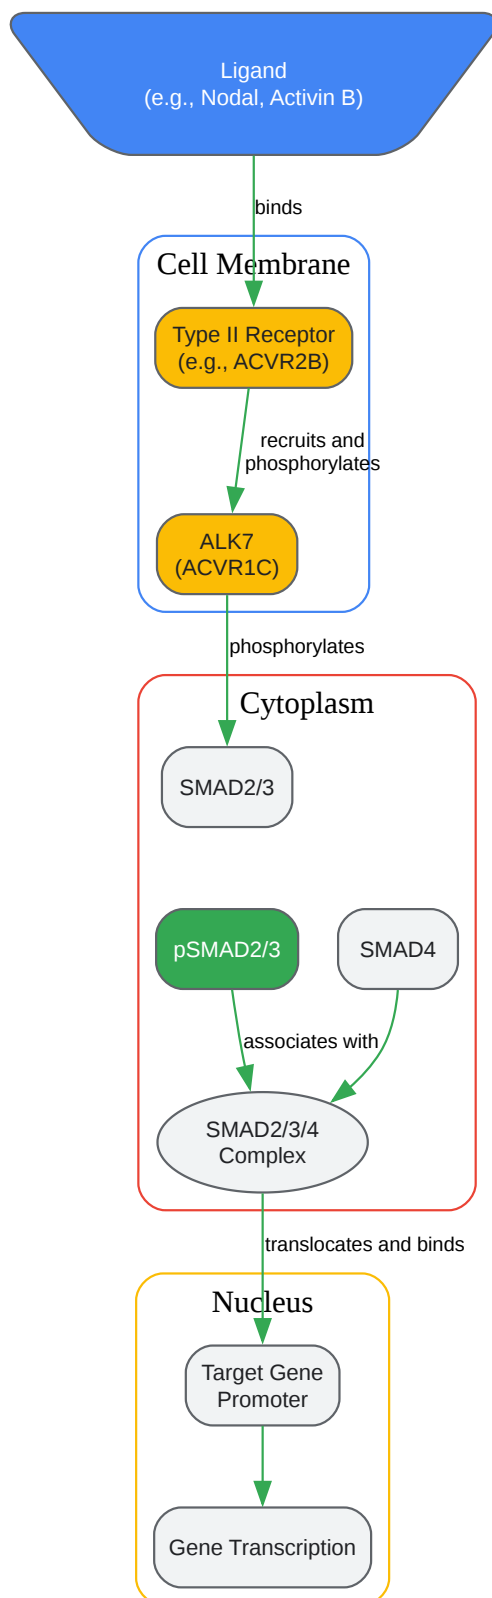 Ligand
(e.g., Nodal, Activin B)
binds
Cell Membrane
Type II Receptor
(e.g., ACVR2B)
recruits and
phosphorylates
ALK7
(ACVR1C)
phosphorylates
Cytoplasm
SMAD2/3
pSMAD2/3
SMAD4
associates with
SMAD2/3/4
Complex
translocates and binds
Nucleus
Target Gene
Promoter
Gene Transcription